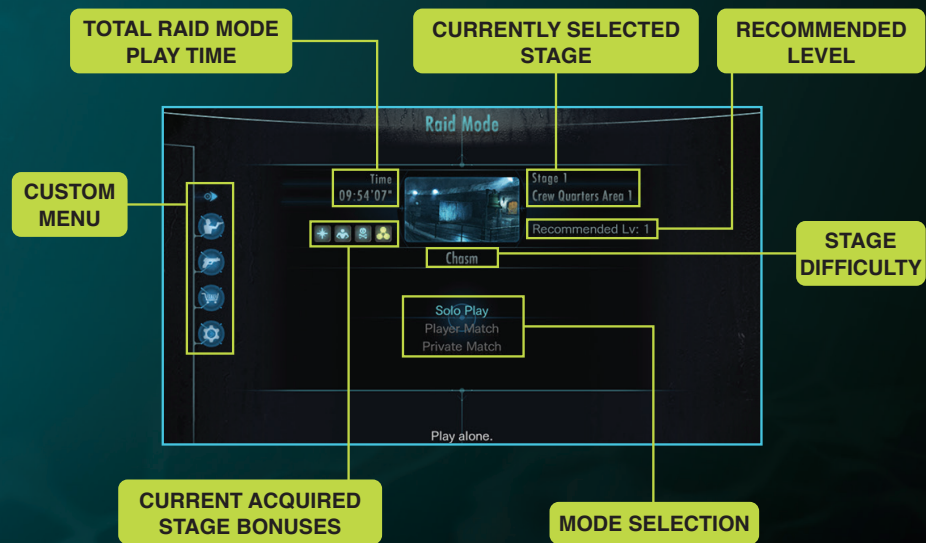 TOTAL RAID MODE
PLAY TIME
CURRENTLY SELECTED
STAGE
RECOMMENDED
LEVEL
Raid Mode
CUSTOM
MENU
Time
09:54'07"
Stage 1
Crew Quarters Area 1
Recommended Lv: 1
Chasm
STAGE
DIFFICULTY
Solo Play
Player Match
Private Match
Play alone.
CURRENT ACQUIRED
STAGE BONUSES
MODE SELECTION